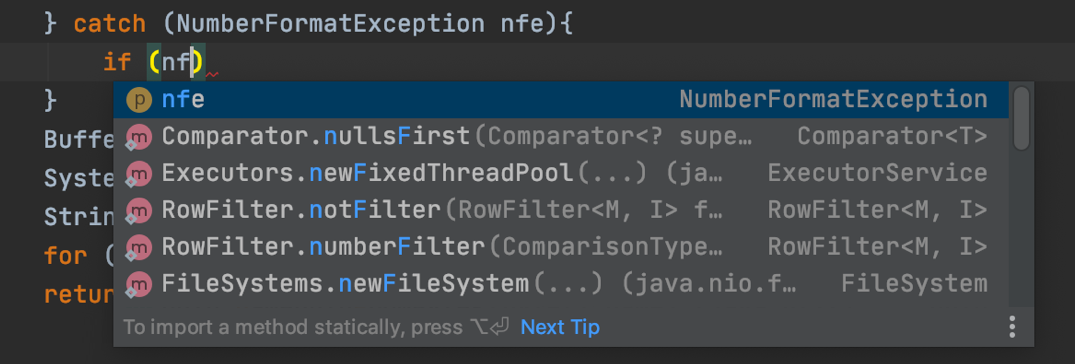 } catch (NumberFormatException nfe){
if (nf)
p nfe NumberFormatException
m Comparator.nullsFirst(Comparator<? supe… Comparator<T>
m Executors.newFixedThreadPool(...) (ja… ExecutorService
m RowFilter.notFilter(RowFilter<M, I> f… RowFilter<M, I>
m RowFilter.numberFilter(ComparisonType… RowFilter<M, I>
m FileSystems.newFileSystem(...) (java.nio.f… FileSystem
To import a method statically, press ⌥⏎ Next Tip
}
Buffe
Syste
Strin
for (
retur